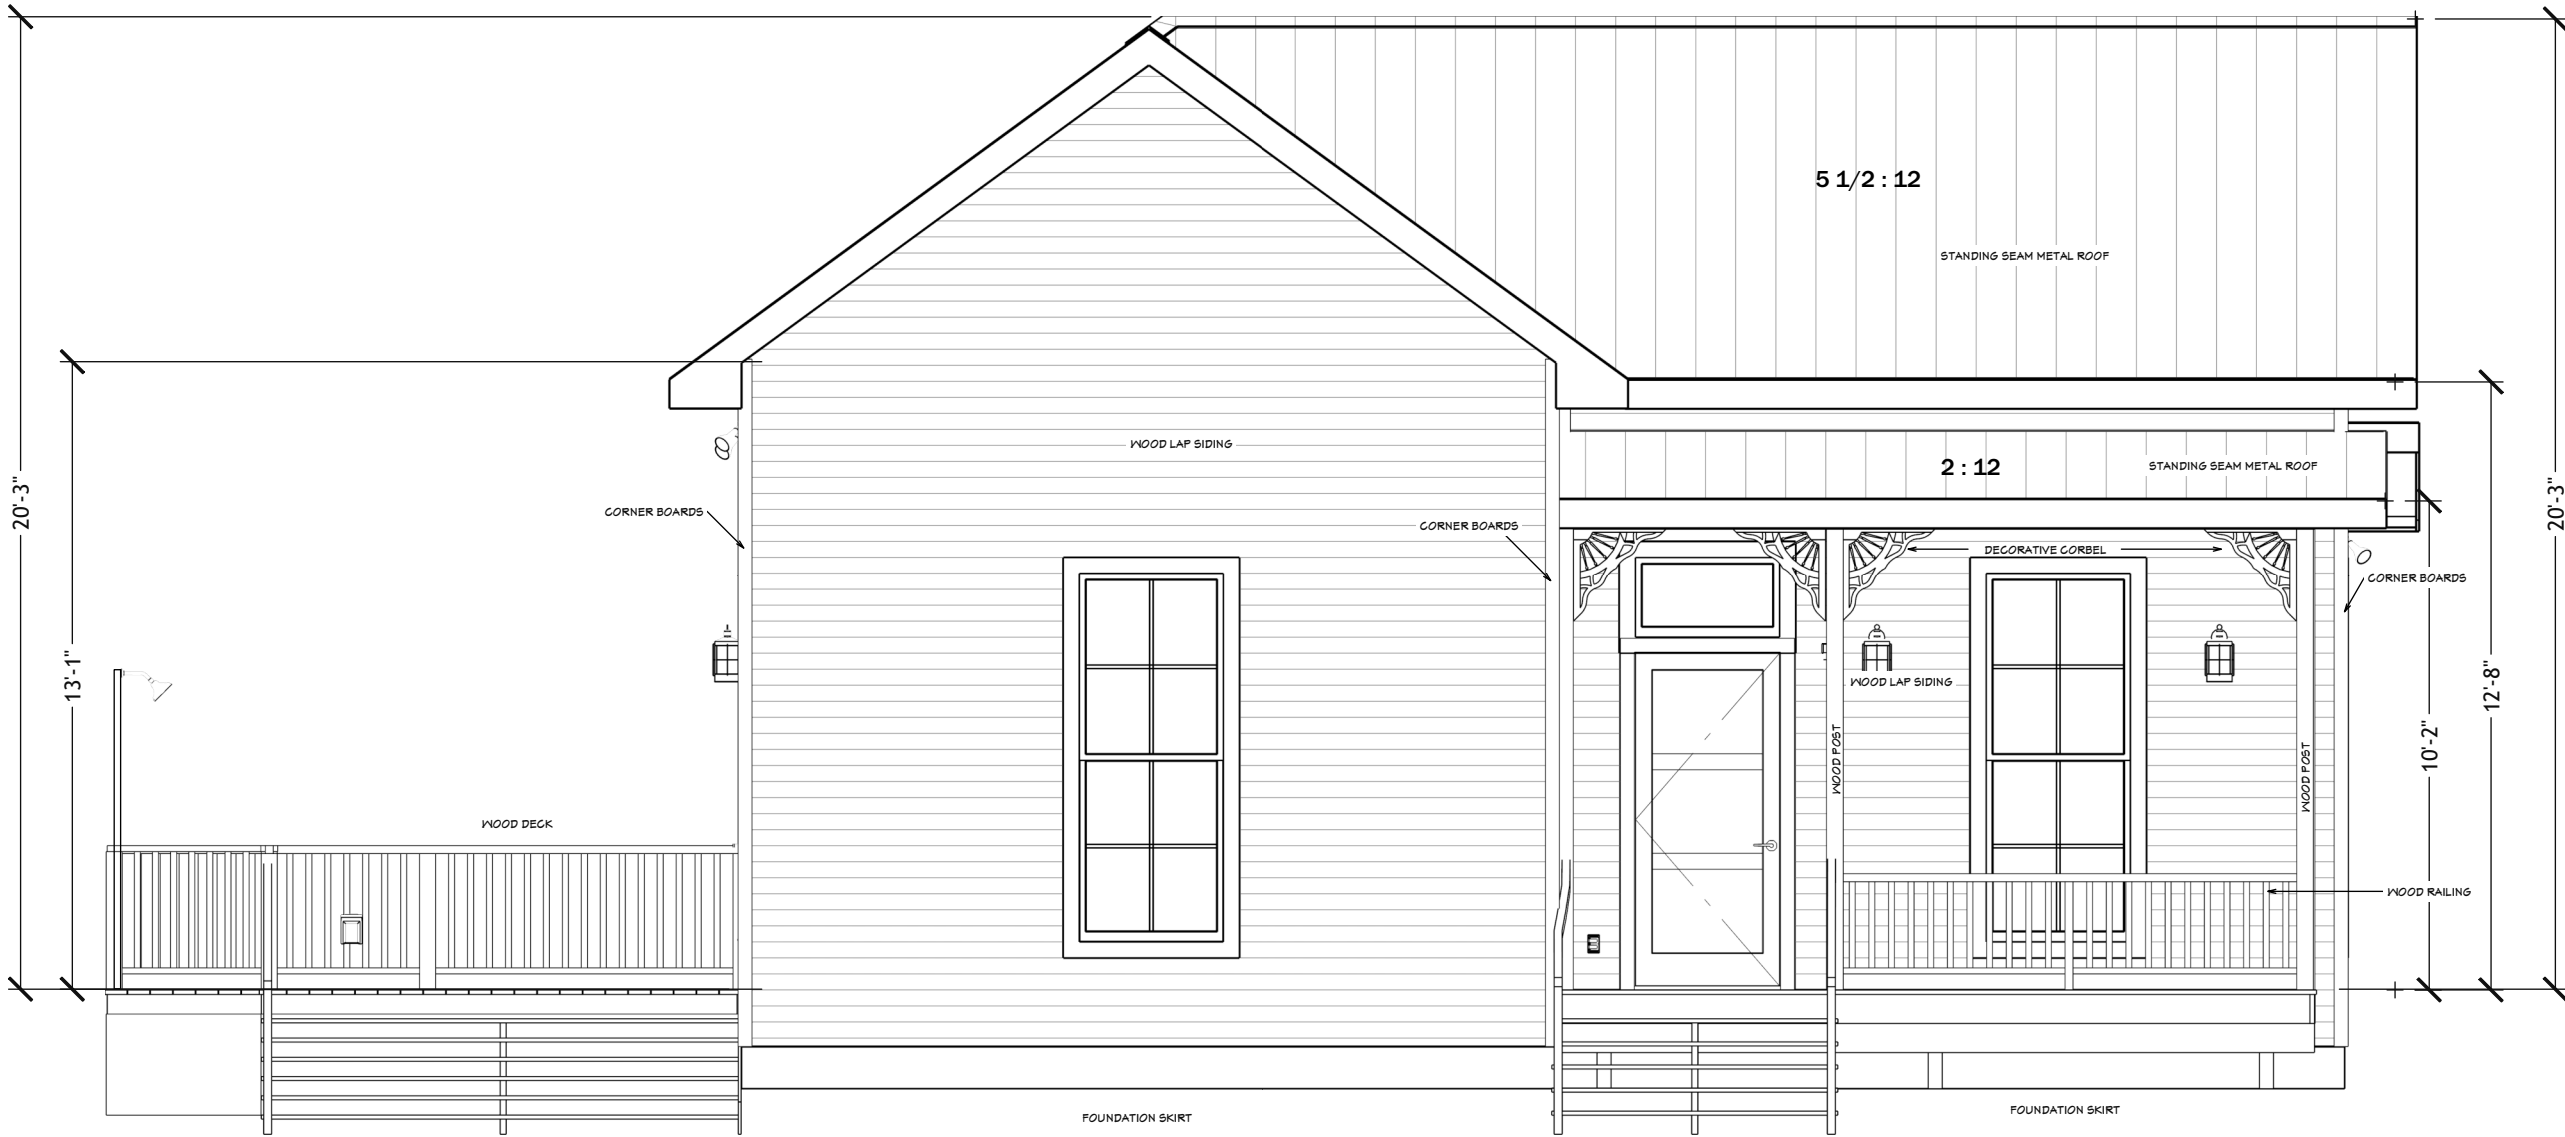 5 1/2 : 12
STANDING SEAM METAL ROOF
WOOD LAP SIDING
2 : 12
STANDING SEAM METAL ROOF
20'-3"
20'-3"
CORNER BOARDS
CORNER BOARDS
DECORATIVE CORBEL
CORNER BOARDS
13'-1"
WOOD LAP SIDING
12'-8"
10'-2"
WOOD POST
WOOD POST
WOOD DECK
WOOD RAILING
FOUNDATION SKIRT
FOUNDATION SKIRT